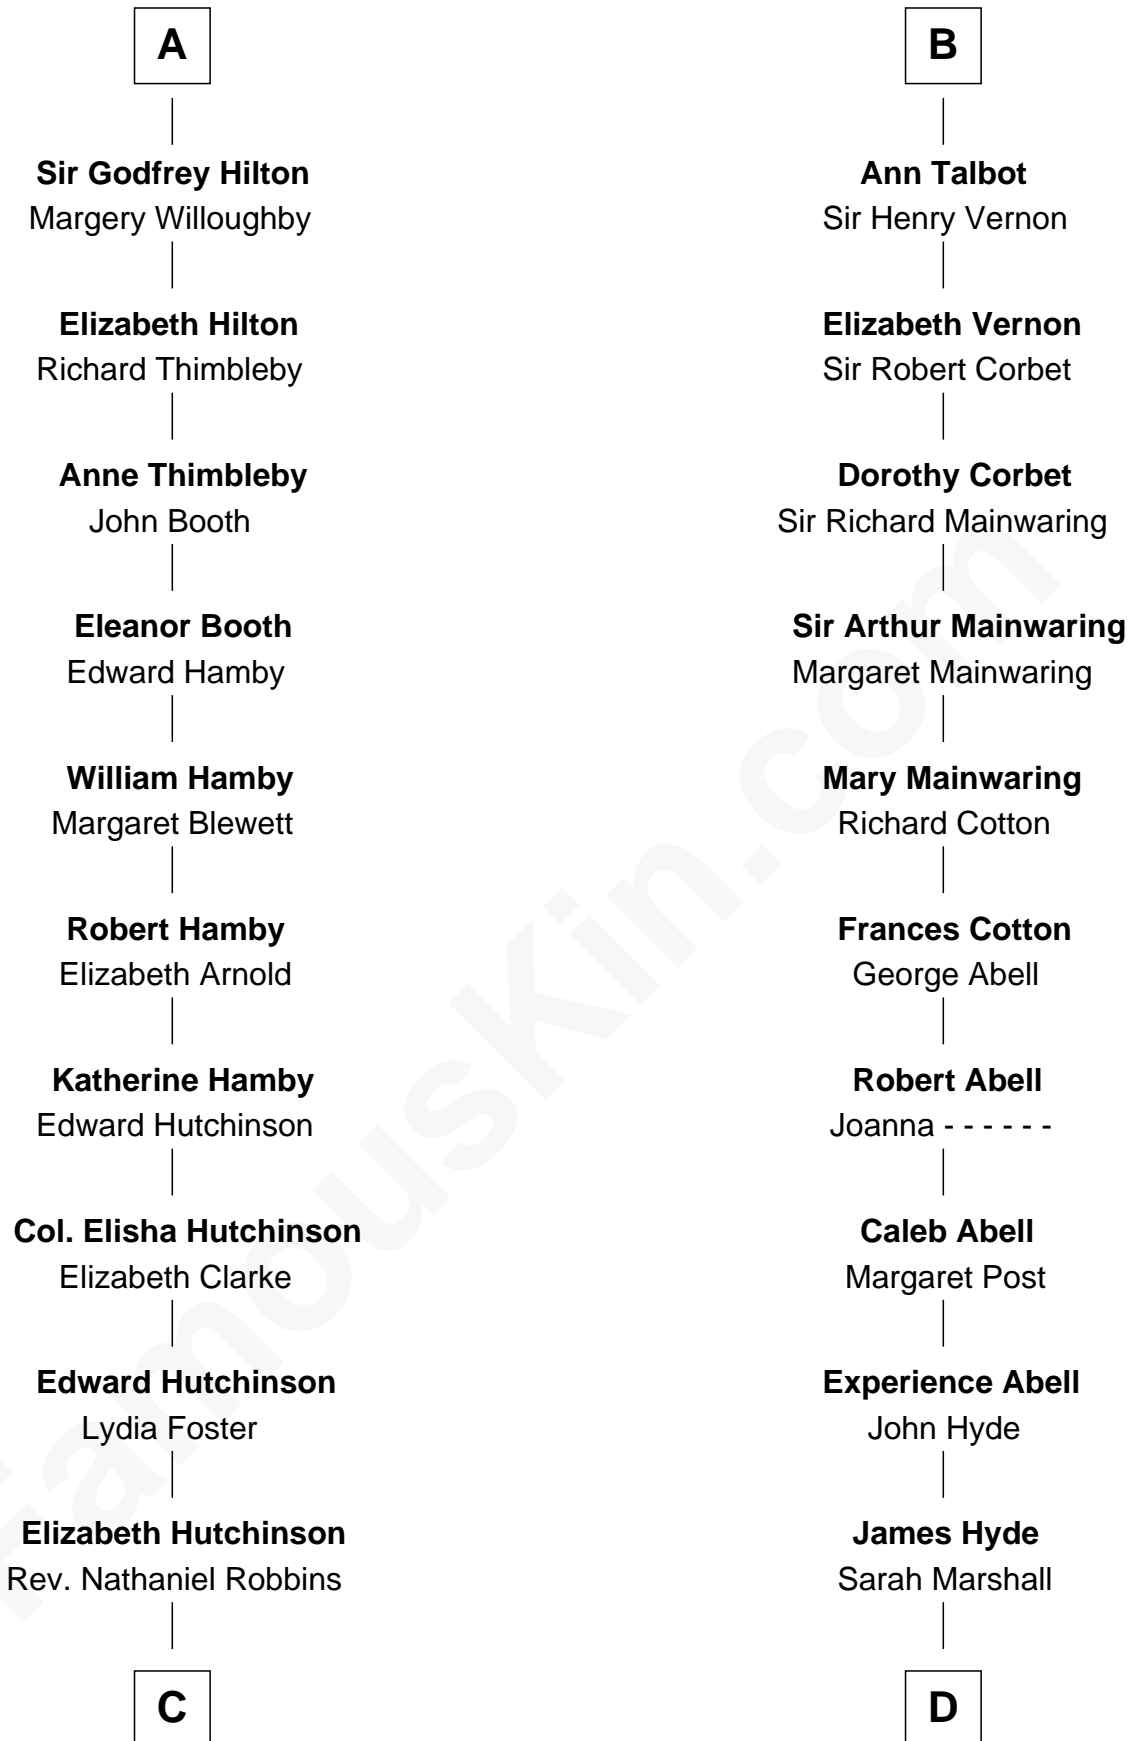 A
Sir Godfrey Hilton
Margery Willoughby
Elizabeth Hilton
Richard Thimbleby
Anne Thimbleby
John Booth
Eleanor Booth
Edward Hamby
William Hamby
Margaret Blewett
Robert Hamby
Elizabeth Arnold
Katherine Hamby
Edward Hutchinson
Col. Elisha Hutchinson
Elizabeth Clarke
Edward Hutchinson
Lydia Foster
Elizabeth Hutchinson
Rev. Nathaniel Robbins
C
B
Ann Talbot
Sir Henry Vernon
Elizabeth Vernon
Sir Robert Corbet
Dorothy Corbet
Sir Richard Mainwaring
Sir Arthur Mainwaring
Margaret Mainwaring
Mary Mainwaring
Richard Cotton
Frances Cotton
George Abell
Robert Abell
Joanna - - - - - -
Caleb Abell
Margaret Post
Experience Abell
John Hyde
James Hyde
Sarah Marshall
D
FamousKin.com